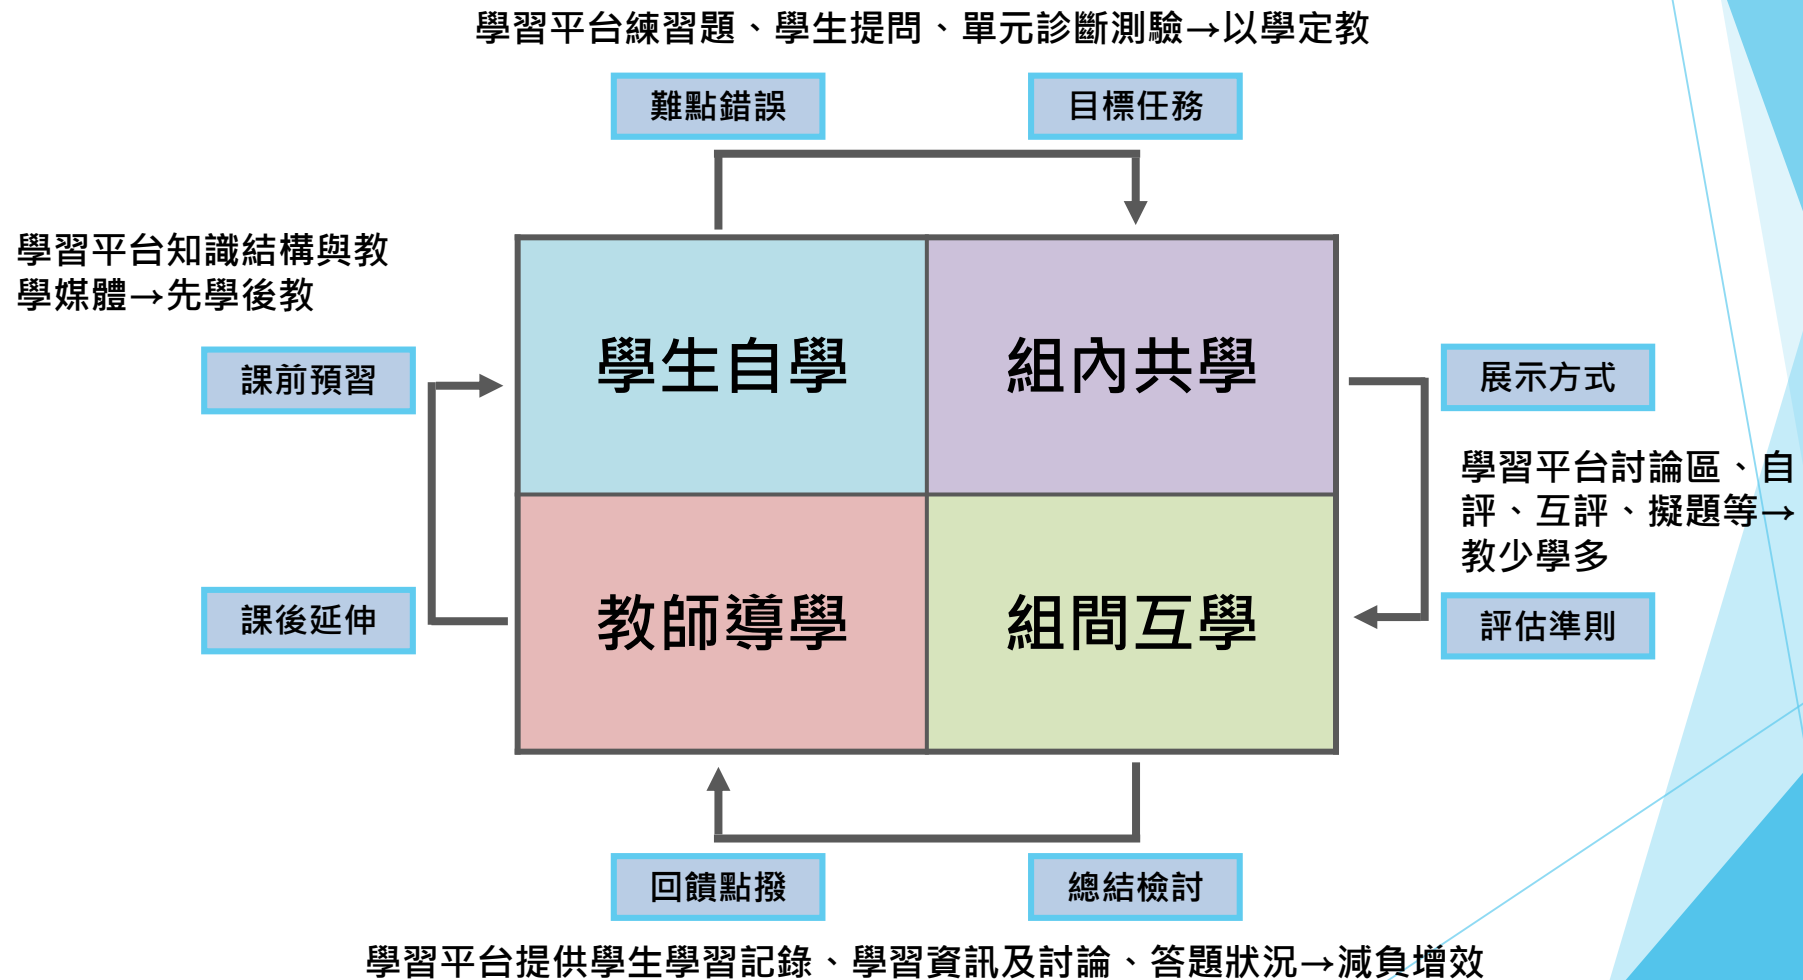 學習平台練習題、學生提問、單元診斷測驗→以學定教
難點錯誤
目標任務
學習平台知識結構與教
學媒體→先學後教
課前預習
學生自學
組內共學
展示方式
學習平台討論區、自
評、互評、擬題等→
教少學多
課後延伸
教師導學
組間互學
評估準則
回饋點撥
總結檢討
學習平台提供學生學習記錄、學習資訊及討論、答題狀況→減負增效